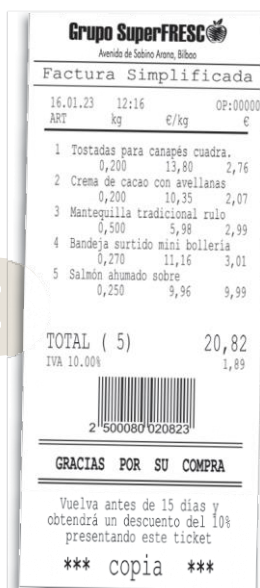 Grupo SuperFRESC
Avenida de Sabino Arana, Bilbao
Factura Simplificada
16.01.23 12:16 OP:00000
ART kg €/kg €
1 Tostadas para canapés cuadra.
0,200 13,80 2,76
2 Crema de cacao con avellanas
0,200 10,35 2,07
3 Mantequilla tradicional rulo
0,500 5,98 2,99
4 Bandeja surtido mini bollería
0,270 11,16 3,01
5 Salmón ahumado sobre
0,250 9,96 9,99
TOTAL ( 5) 20,82
IVA 10.00% 1,89
2 500080 020823
GRACIAS POR SU COMPRA
Vuelva antes de 15 días y
obtendrá un descuento del 10%
presentando este ticket
*** copia ***